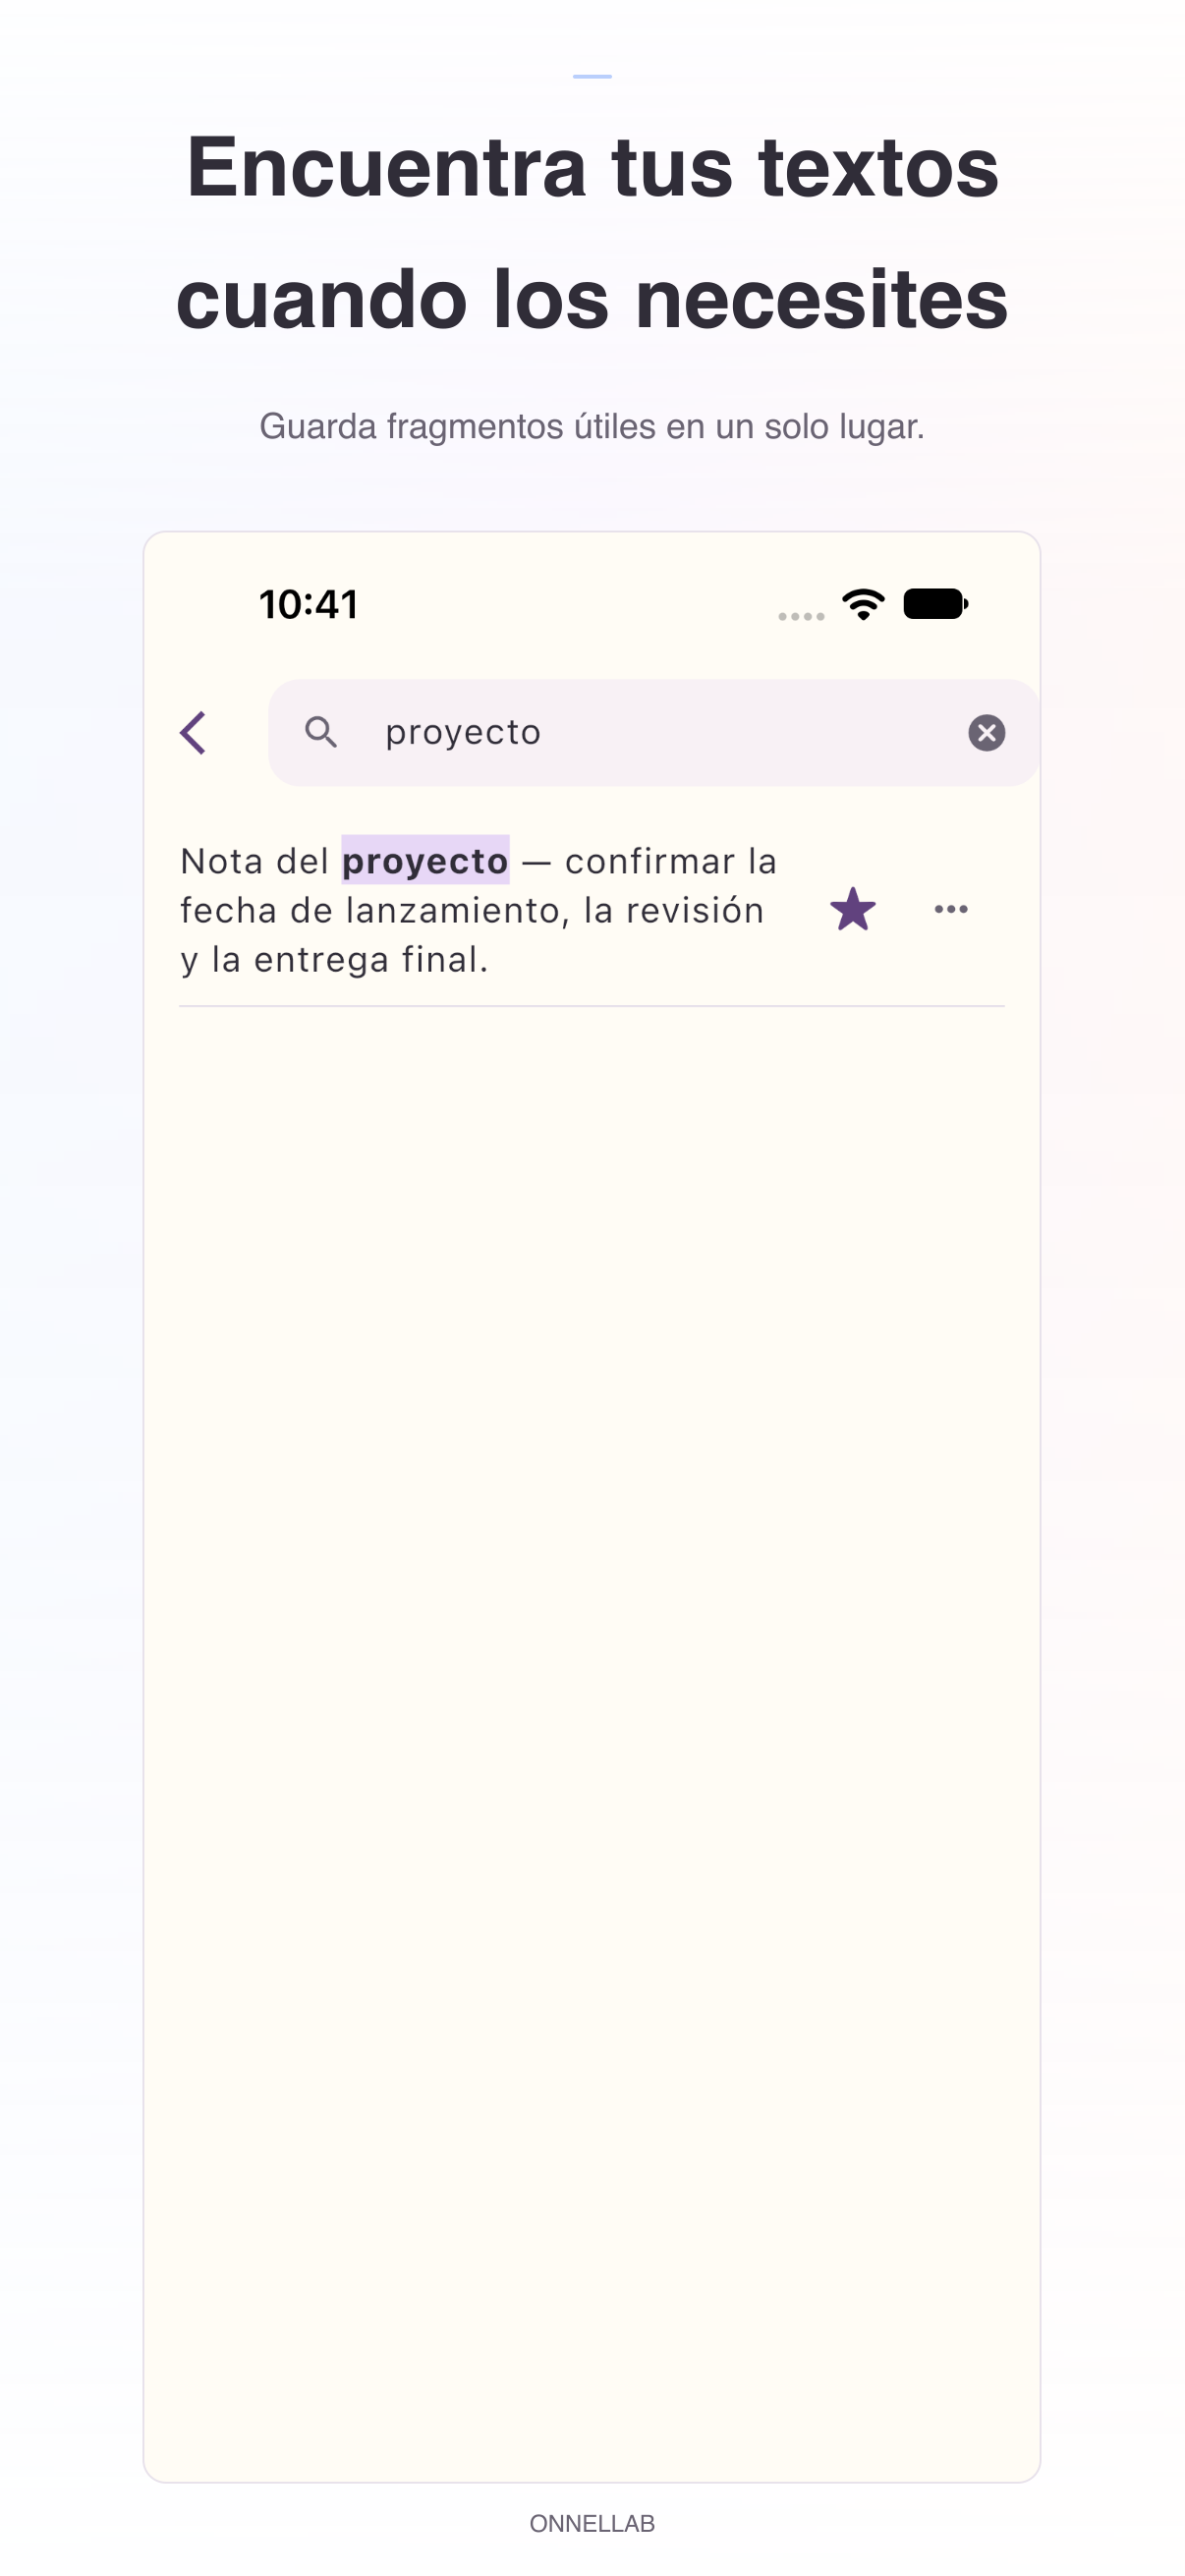 Encuentra tus textos
cuando los necesites
Guarda fragmentos útiles en un solo lugar.
10:41
proyecto
Nota del proyecto — confirmar la
fecha de lanzamiento, la revisión
y la entrega final.
ONNELLAB